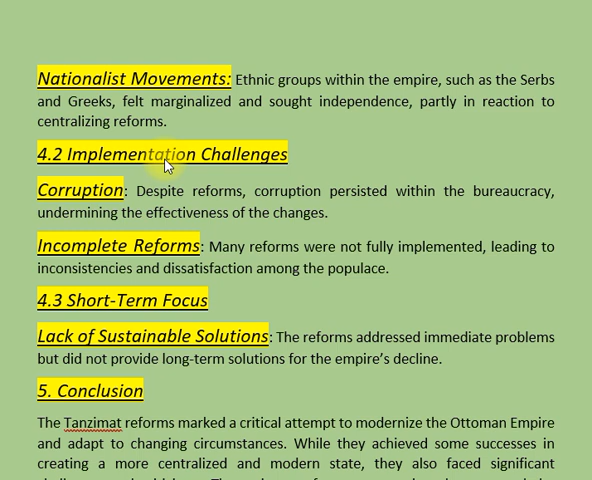 Nationalist Movements: Ethnic groups within the empire, such as the Serbs
and Greeks, felt marginalized and sought independence, partly in reaction to
centralizing reforms.
4.2 Implementation Challenges
Corruption: Despite reforms, corruption persisted within the bureaucracy,
undermining the effectiveness of the changes.
Incomplete Reforms: Many reforms were not fully implemented, leading to
inconsistencies and dissatisfaction among the populace.
4.3 Short-Term Focus
Lack of Sustainable Solutions: The reforms addressed immediate problems
but did not provide long-term solutions for the empire’s decline.
5. Conclusion
The Tanzimat reforms marked a critical attempt to modernize the Ottoman Empire
and adapt to changing circumstances. While they achieved some successes in
creating a more centralized and modern state, they also faced significant